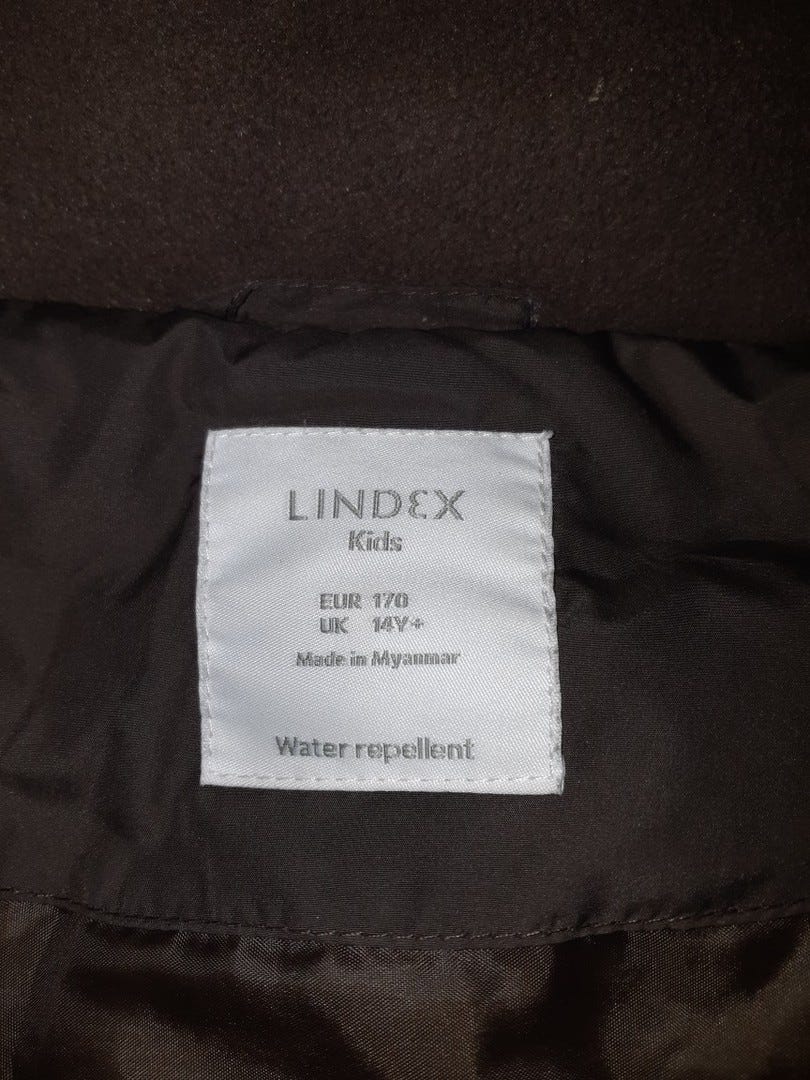 LINDEX
Kids
EUR 170
UK 14Y+
Made in Myanmar
Water repellent